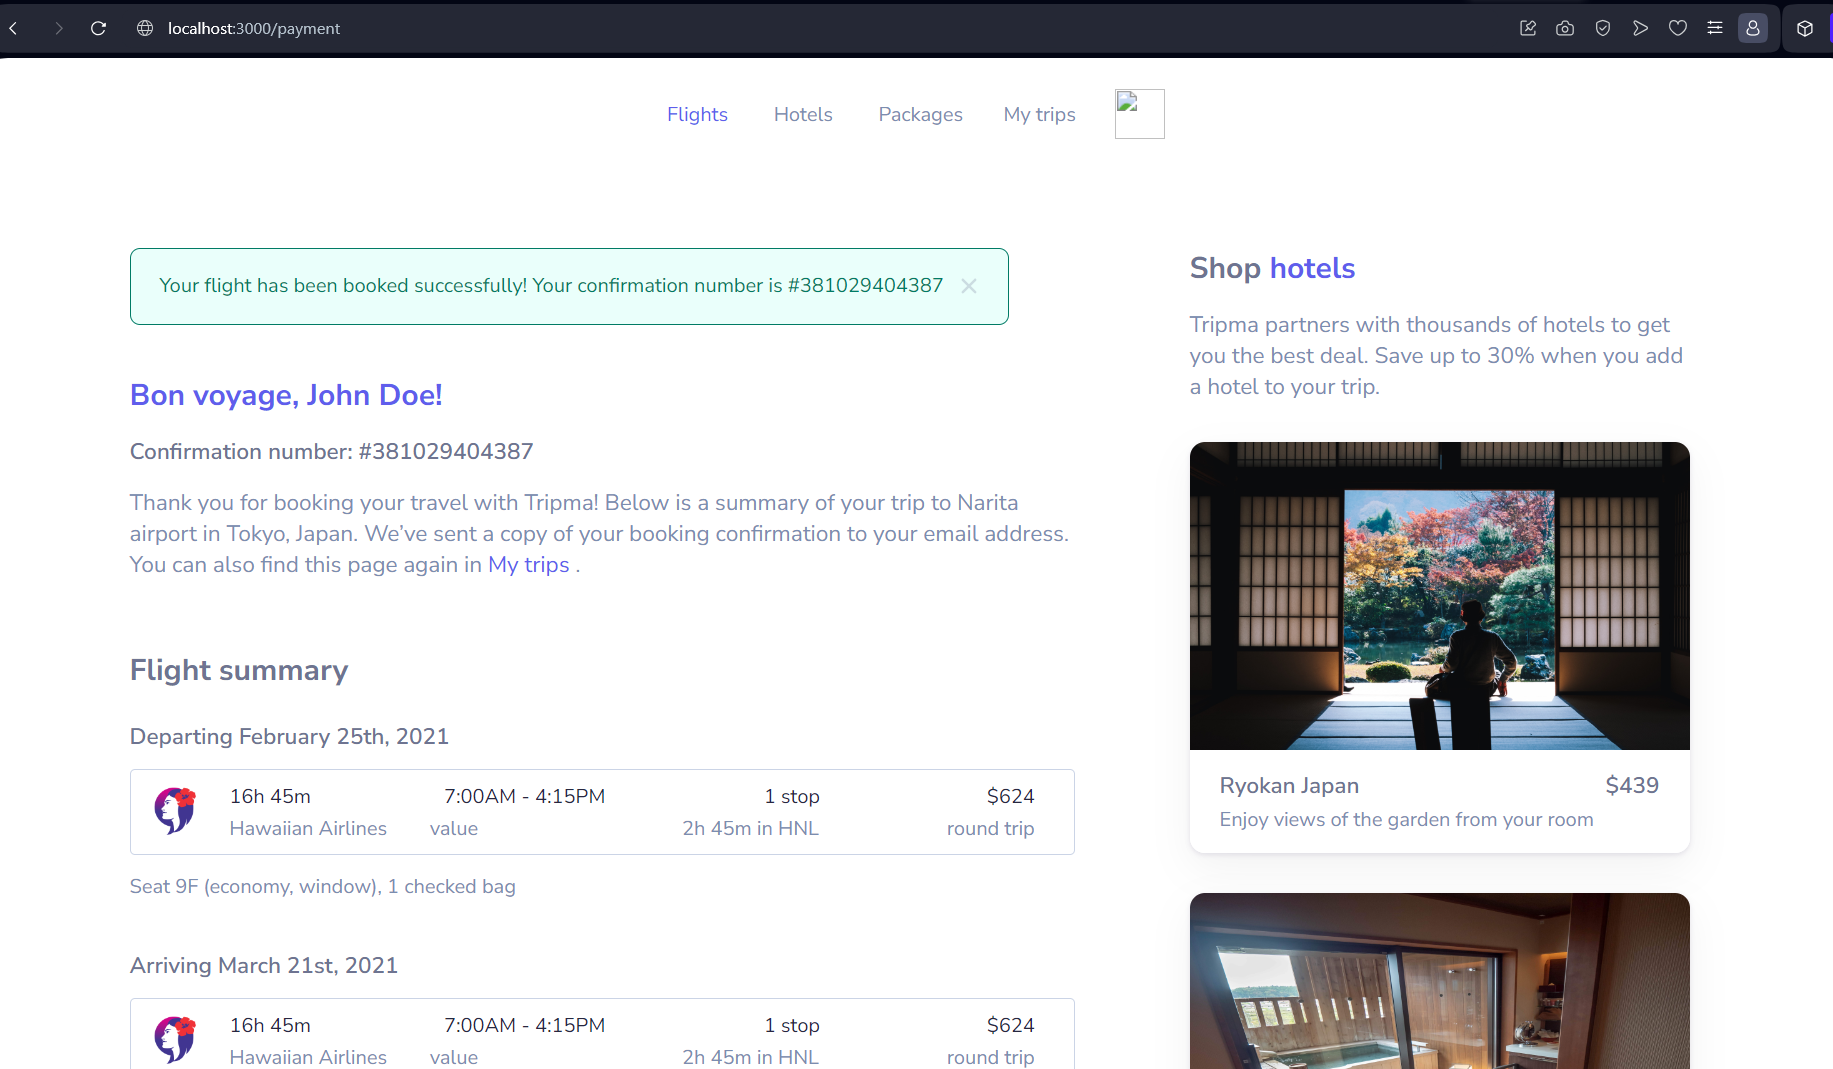 localhost:3000/payment
Flights Hotels Packages My trips
Your flight has been booked successfully! Your confirmation number is #381029404387
Bon voyage, John Doe!
Confirmation number: #381029404387
Thank you for booking your travel with Tripma! Below is a summary of your trip to Narita
airport in Tokyo, Japan. We’ve sent a copy of your booking confirmation to your email address.
You can also find this page again in My trips .
Flight summary
Departing February 25th, 2021
16h 45m 7:00AM - 4:15PM 1 stop $624
Hawaiian Airlines value 2h 45m in HNL round trip
Seat 9F (economy, window), 1 checked bag
Arriving March 21st, 2021
16h 45m 7:00AM - 4:15PM 1 stop $624
Hawaiian Airlines value 2h 45m in HNL round trip
Shop hotels
Tripma partners with thousands of hotels to get
you the best deal. Save up to 30% when you add
a hotel to your trip.
Ryokan Japan $439
Enjoy views of the garden from your room